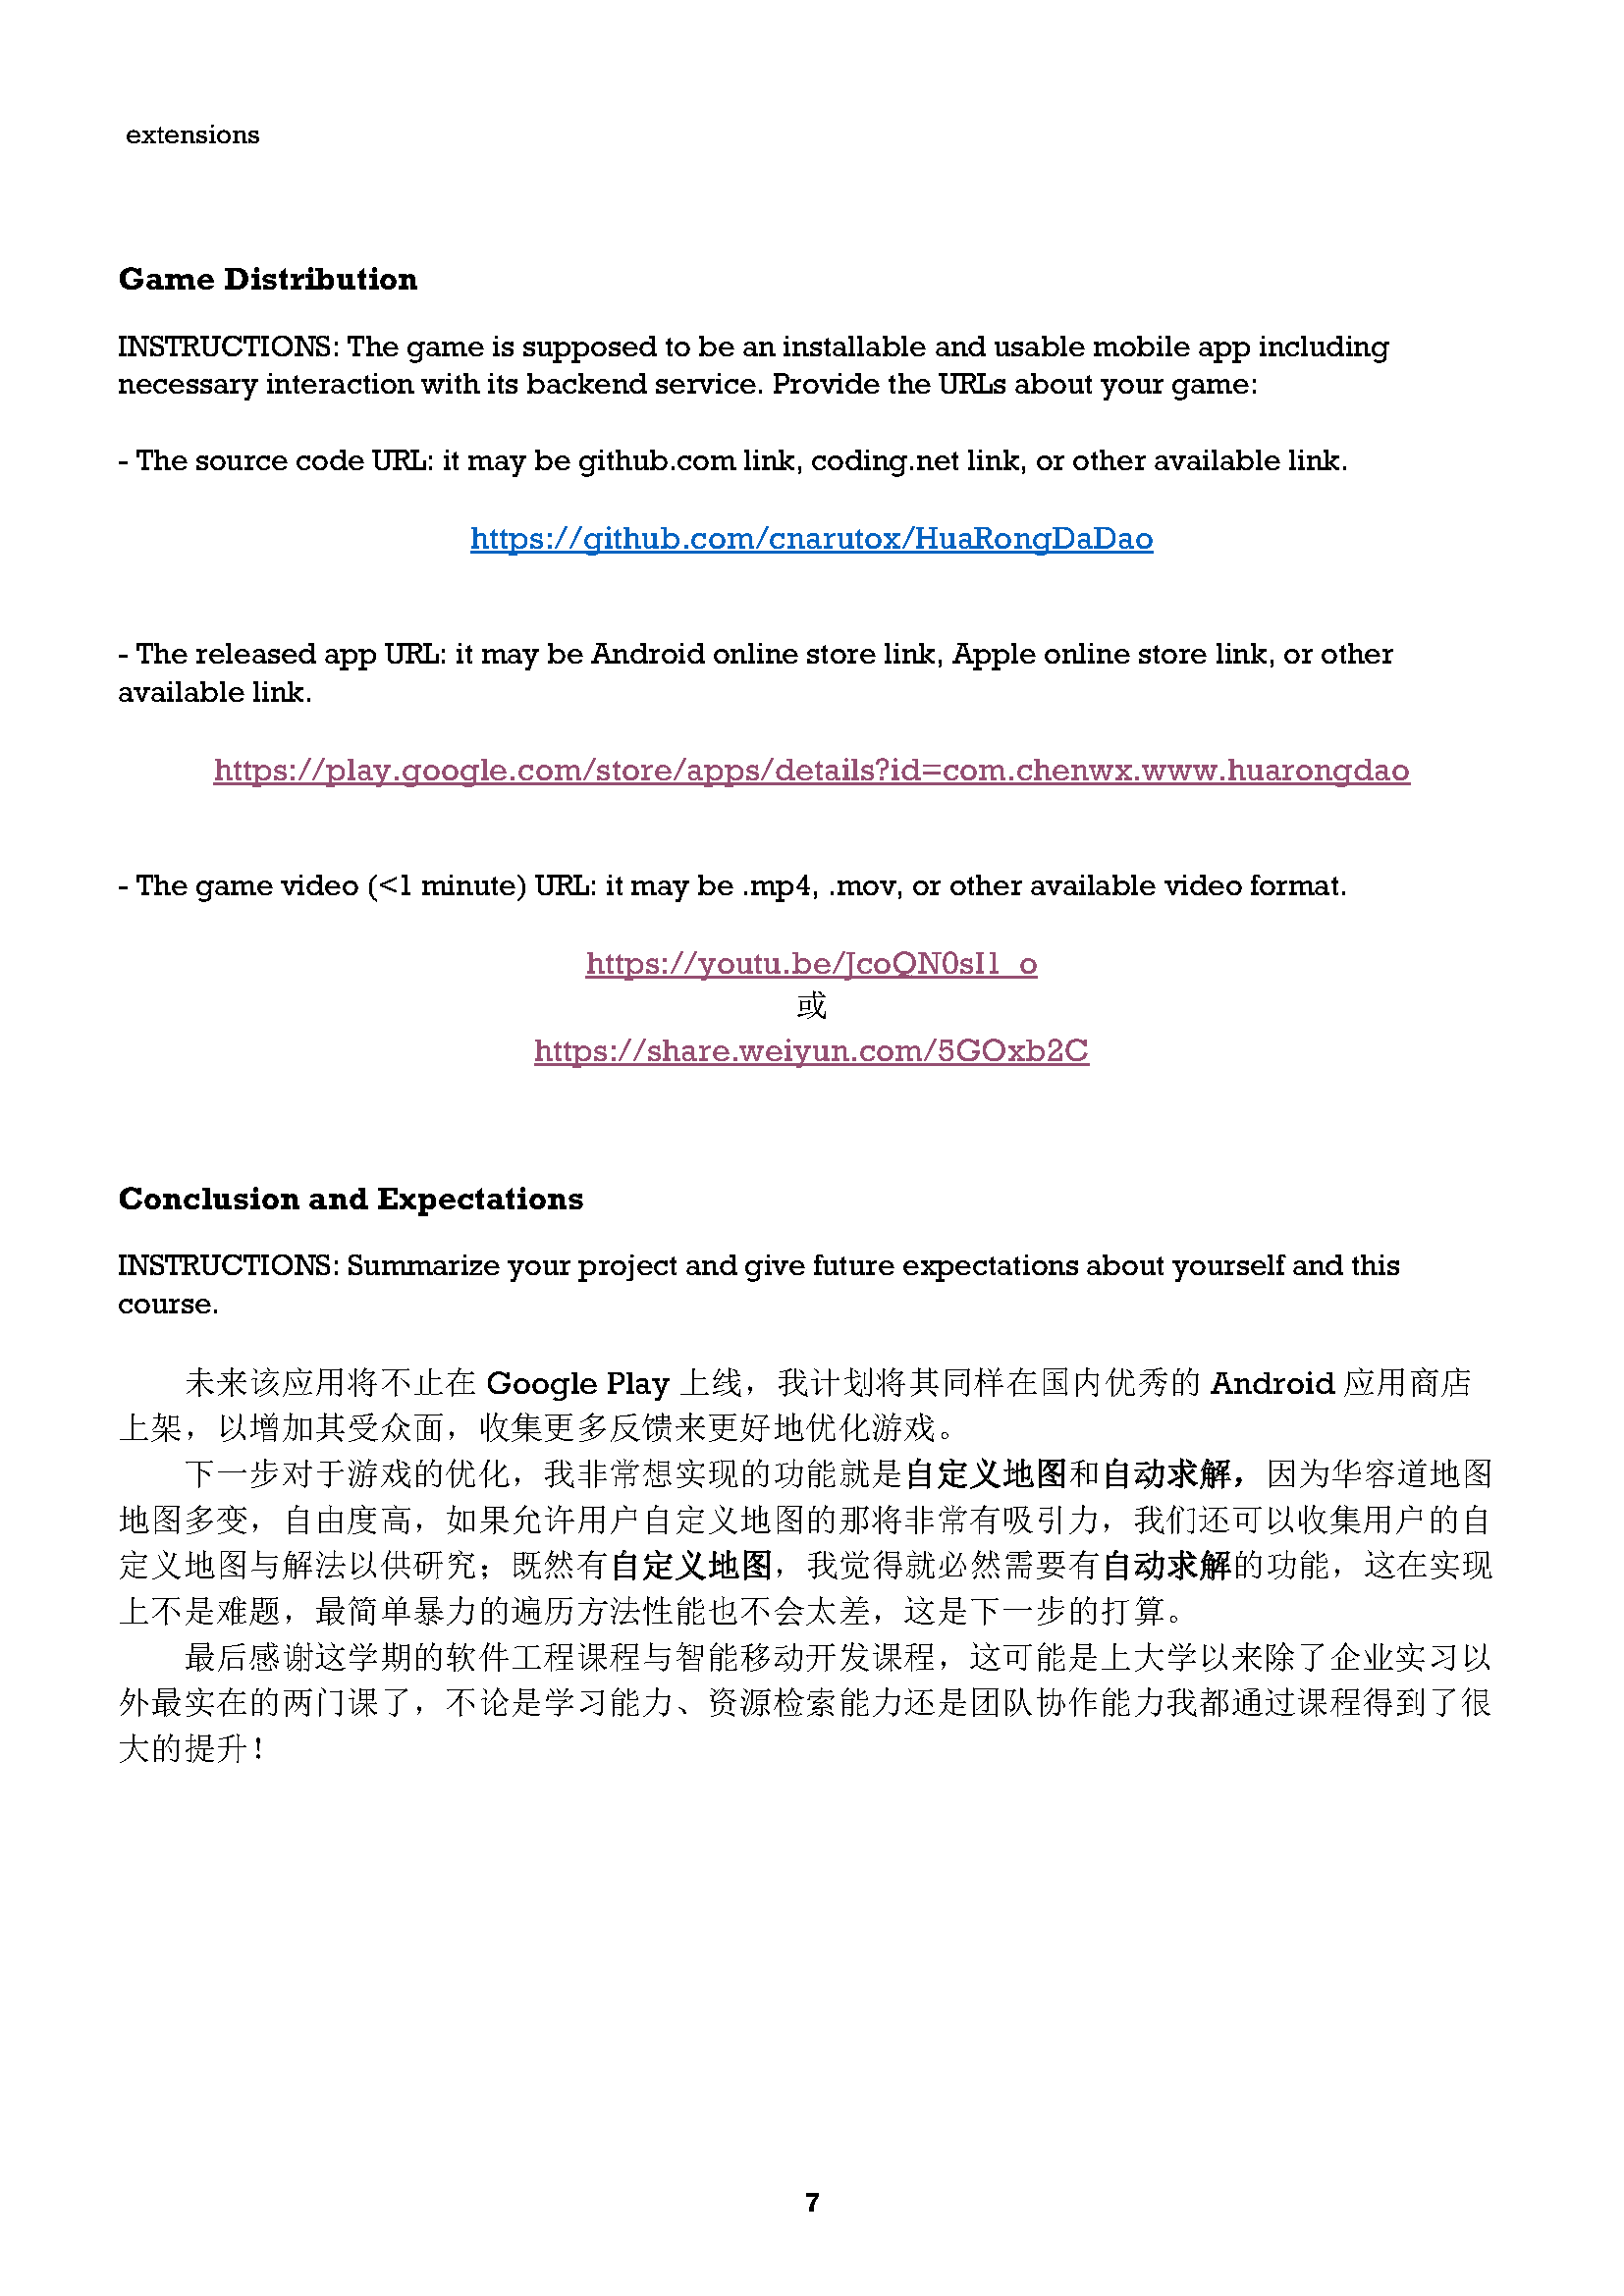 extensions
Game Distribution
INSTRUCTIONS: The game is supposed to be an installable and usable mobile app including
necessary interaction with its backend service. Provide the URLs about your game:
- The source code URL: it may be github.com link, coding.net link, or other available link.
https://github.com/cnarutox/HuaRongDaDao
- The released app URL: it may be Android online store link, Apple online store link, or other
available link.
https://play.google.com/store/apps/details?id=com.chenwx.www.huarongdao
- The game video (<1 minute) URL: it may be .mp4, .mov, or other available video format.
https://youtu.be/JcoQN0sI1_o
或
https://share.weiyun.com/5GOxb2C
Conclusion and Expectations
INSTRUCTIONS: Summarize your project and give future expectations about yourself and this
course.
未来该应用将不止在 Google Play 上线，我计划将其同样在国内优秀的 Android 应用商店
上架，以增加其受众面，收集更多反馈来更好地优化游戏。
下一步对于游戏的优化，我非常想实现的功能就是自定义地图和自动求解，因为华容道地图
地图多变，自由度高，如果允许用户自定义地图的那将非常有吸引力，我们还可以收集用户的自
定义地图与解法以供研究；既然有自定义地图，我觉得就必然需要有自动求解的功能，这在实现
上不是难题，最简单暴力的遍历方法性能也不会太差，这是下一步的打算。
最后感谢这学期的软件工程课程与智能移动开发课程，这可能是上大学以来除了企业实习以
外最实在的两门课了，不论是学习能力、资源检索能力还是团队协作能力我都通过课程得到了很
大的提升！
7